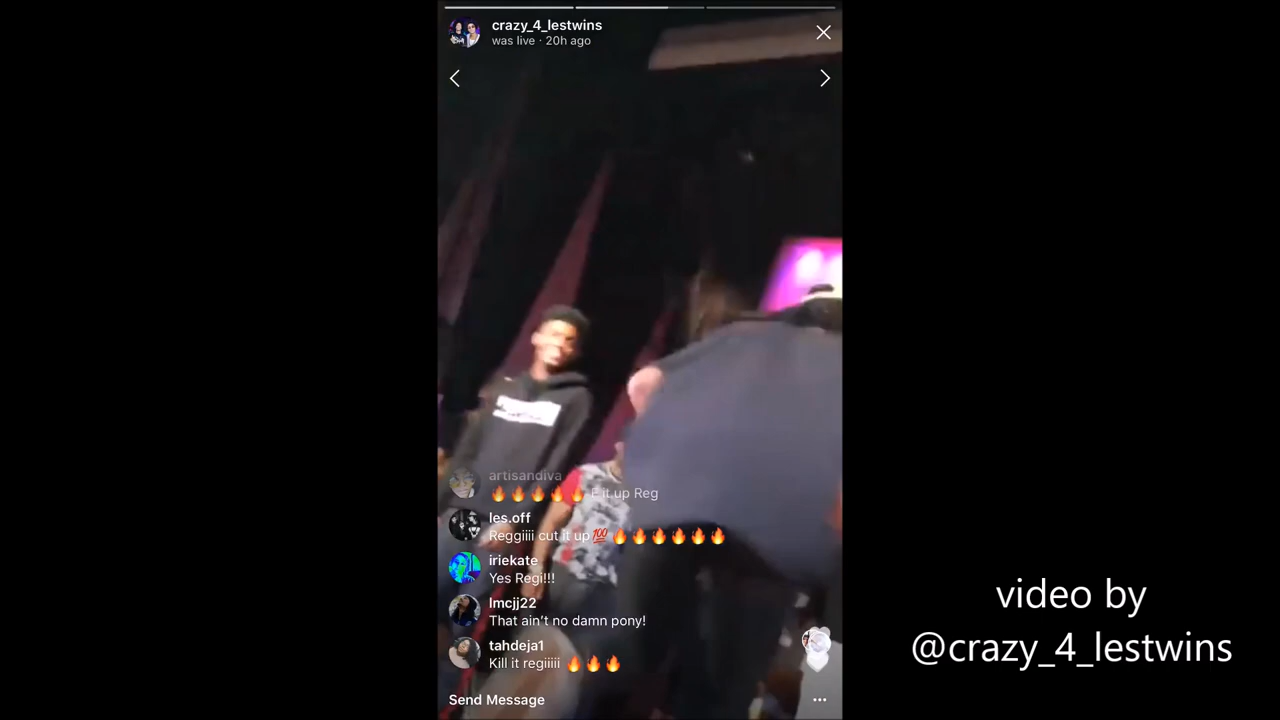 crazy_4_lestwins
was live · 20h ago
artisandiva
🔥🔥🔥🔥🔥 E it.up Reg
les.off
Reggiiii cut it up💯🔥🔥🔥🔥🔥🔥
iriekate
Yes Regi!!!
lmcjj22
That ain't no damn pony!
tahdeja1
Kill it regiiiii 🔥🔥🔥
Send Message
video by
@crazy_4_lestwins